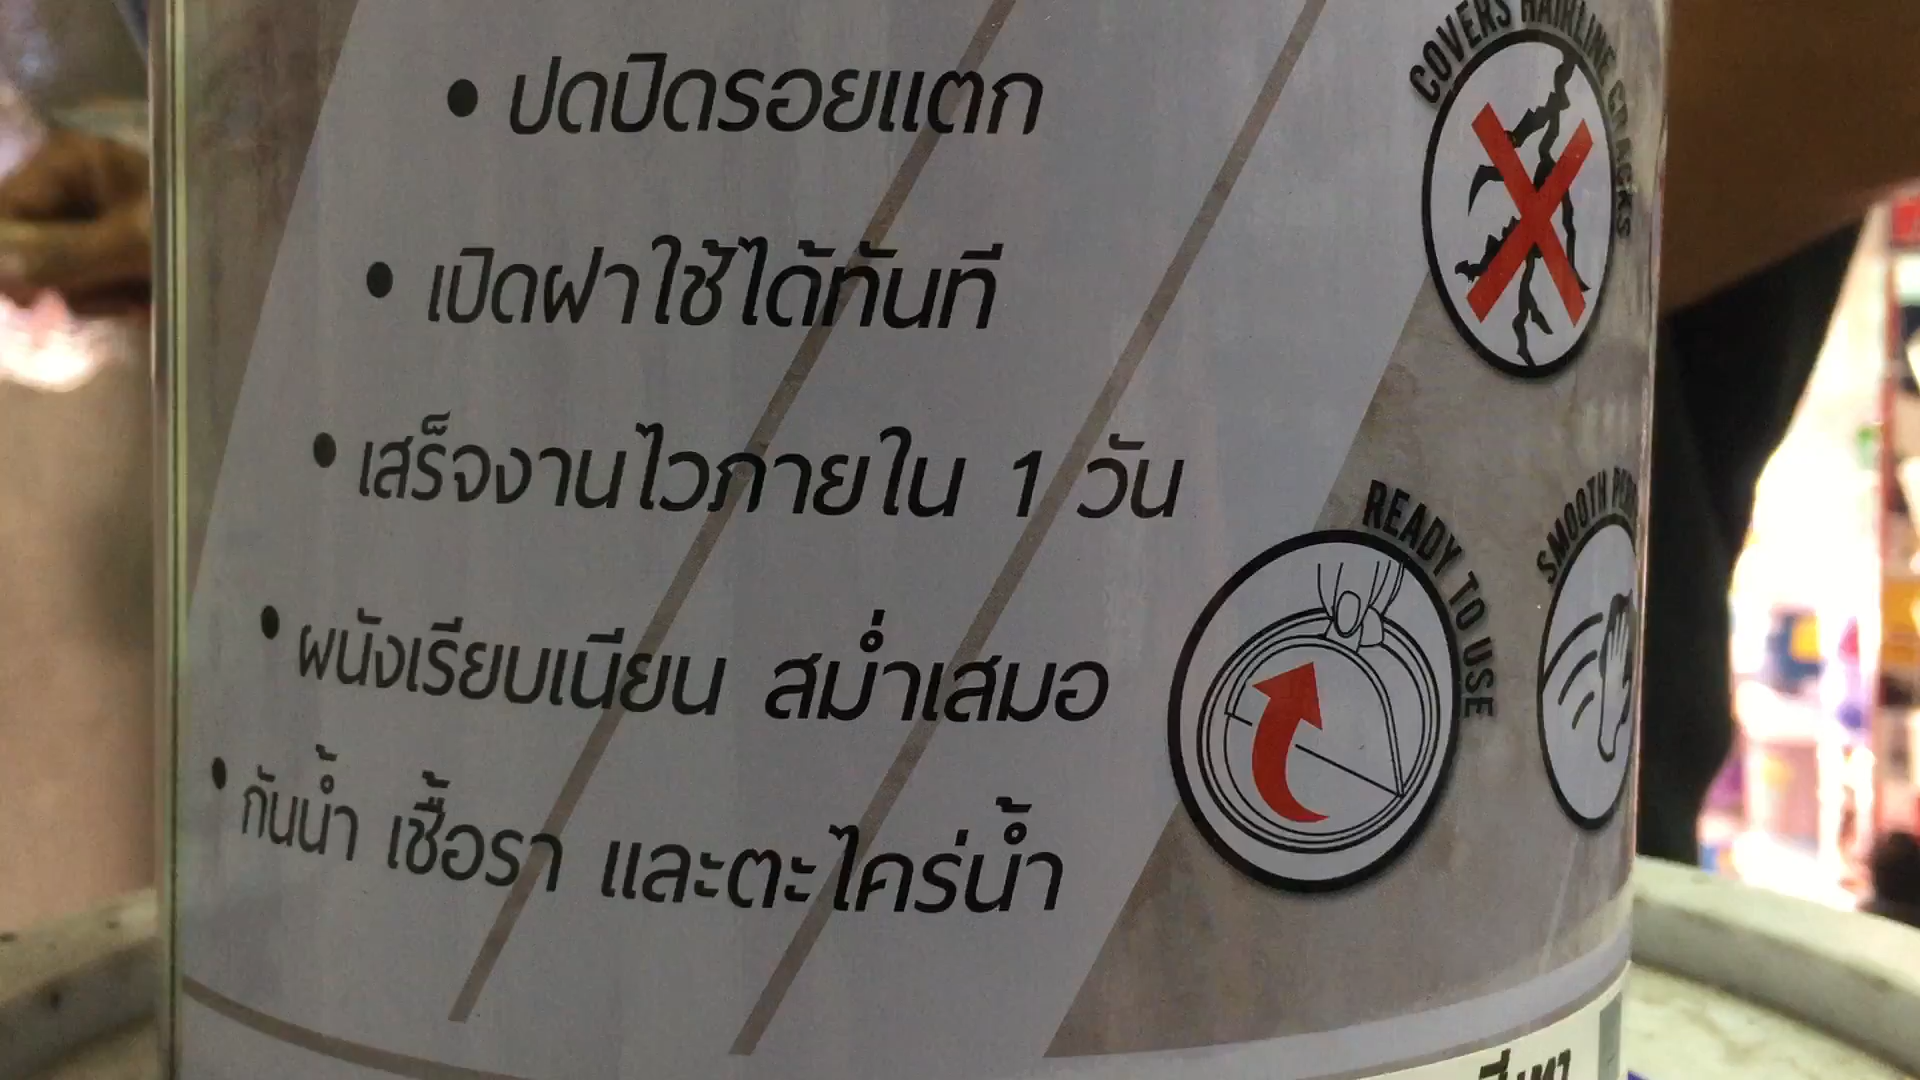 • ปดปิดรอยแตก
• เปิดฝาใช้ได้ทันที
• เสร็จงานไวภายใน 1 วัน
• ผนังเรียบเนียน สม่ำเสมอ
• กันน้ำ เชื้อรา และตะไคร่น้ำ
COVERS HAIRLINE CRACKS
READY TO USE
SMOOTH